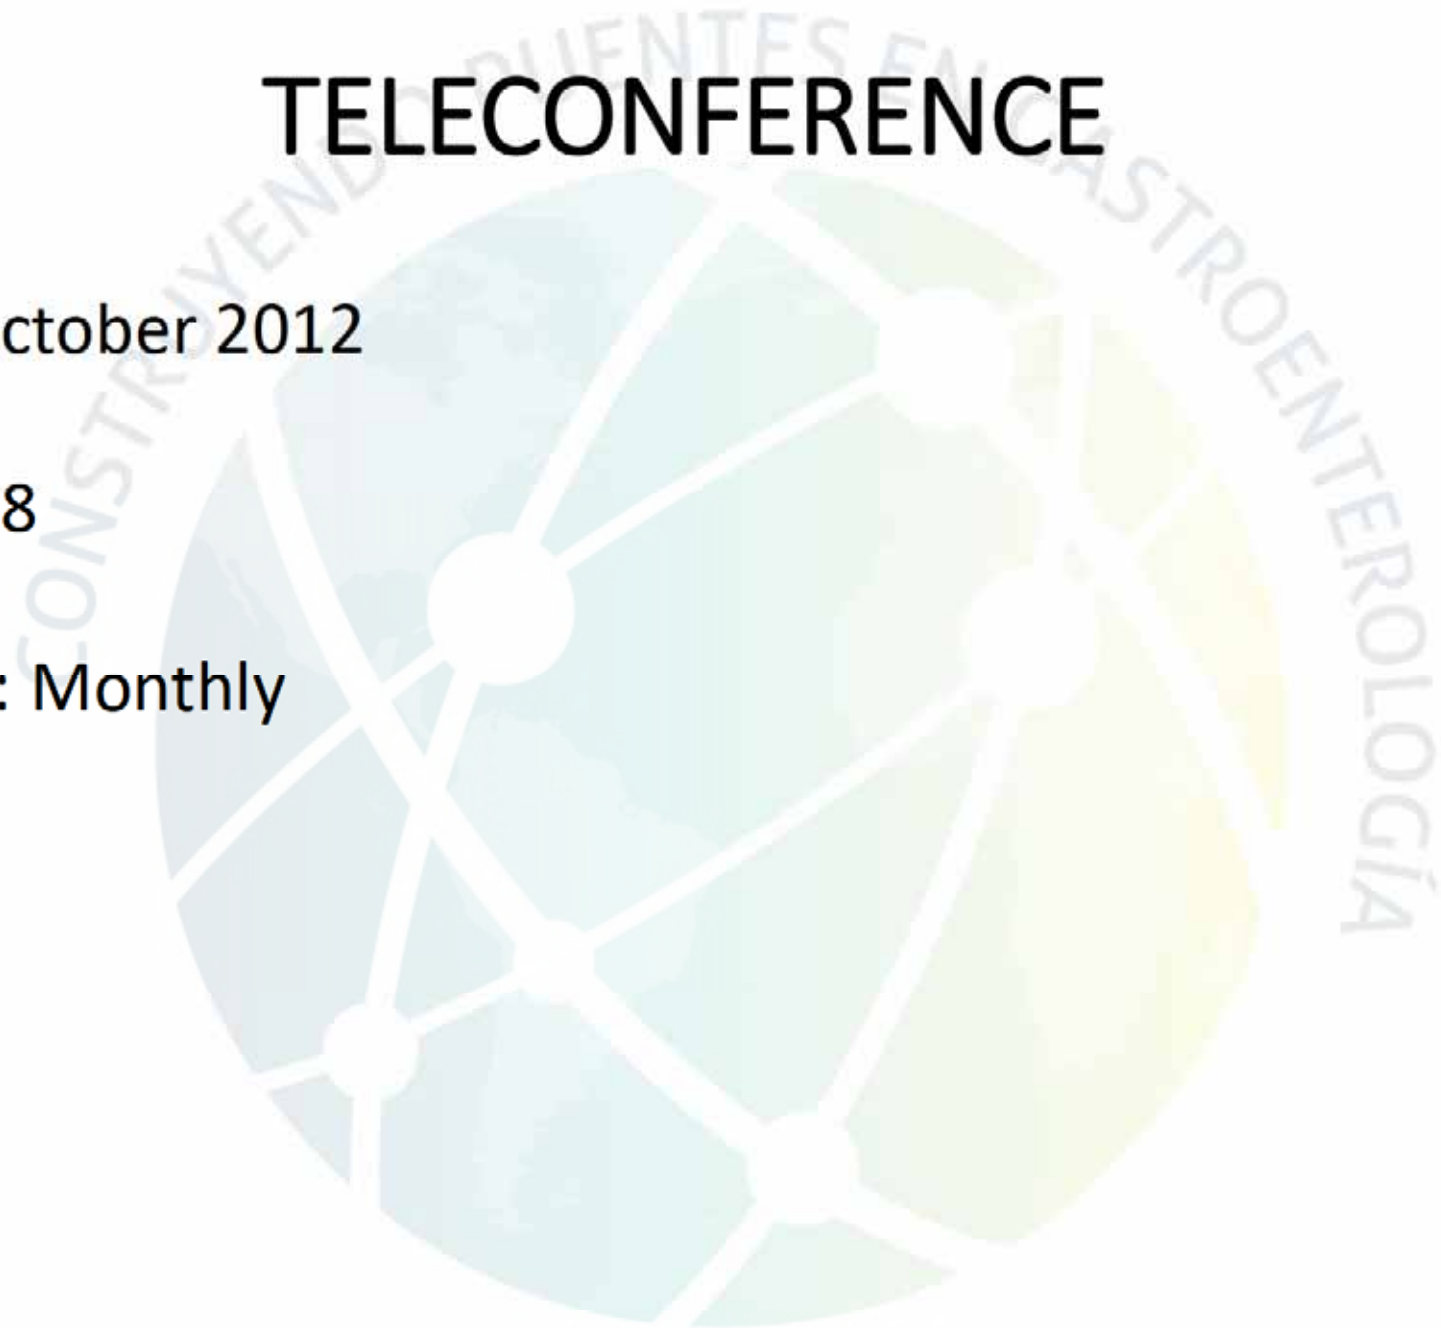 TELECONFERENCE
ctober 2012
8
: Monthly
CONSTRUYENDO PUENTES EN GASTROENTEROLOGÍA